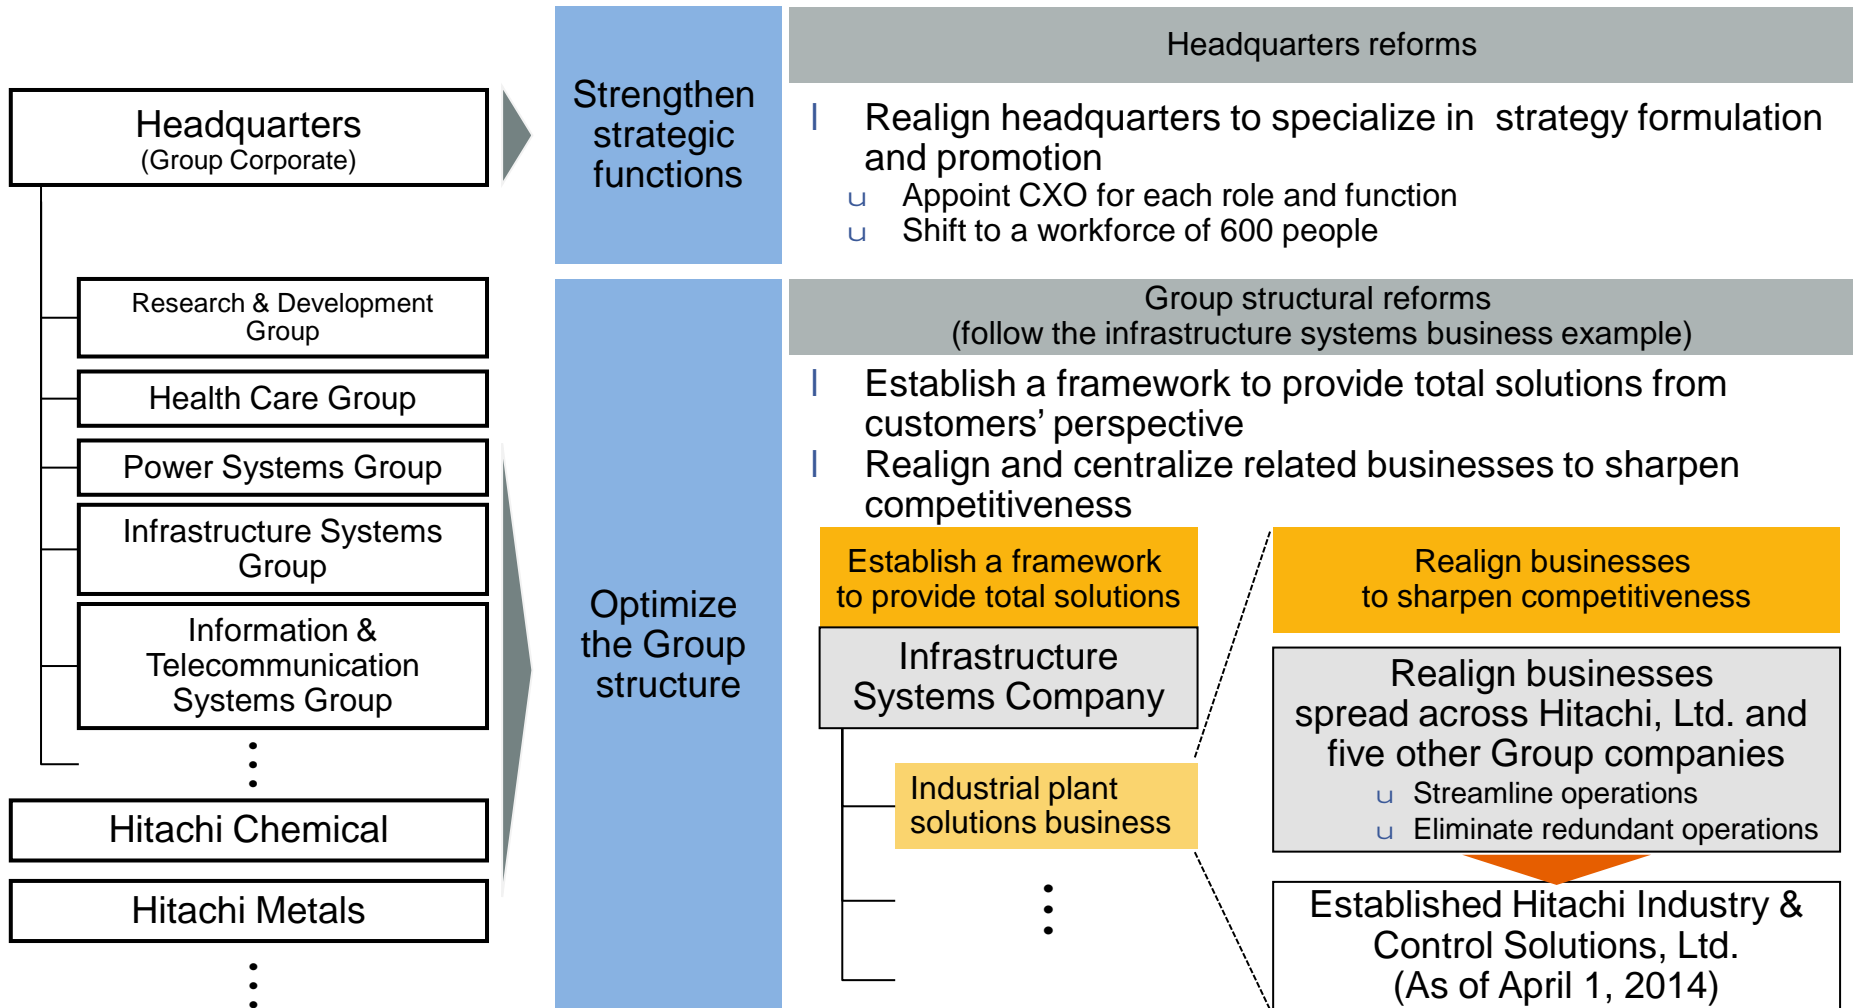 Headquarters
(Group Corporate)
Research & Development
Group
Health Care Group
Power Systems Group
Infrastructure Systems
Group
Information &
Telecommunication
Systems Group
Hitachi Chemical
Hitachi Metals
Strengthen
strategic
functions
Optimize
the Group
structure
Headquarters reforms
l Realign headquarters to specialize in strategy formulation
and promotion
u Appoint CXO for each role and function
u Shift to a workforce of 600 people
Group structural reforms
(follow the infrastructure systems business example)
l Establish a framework to provide total solutions from
customers’ perspective
l Realign and centralize related businesses to sharpen
competitiveness
Establish a framework
to provide total solutions
Infrastructure
Systems Company
Industrial plant
solutions business
Realign businesses
to sharpen competitiveness
Realign businesses
spread across Hitachi, Ltd. and
five other Group companies
u Streamline operations
u Eliminate redundant operations
Established Hitachi Industry &
Control Solutions, Ltd.
(As of April 1, 2014)